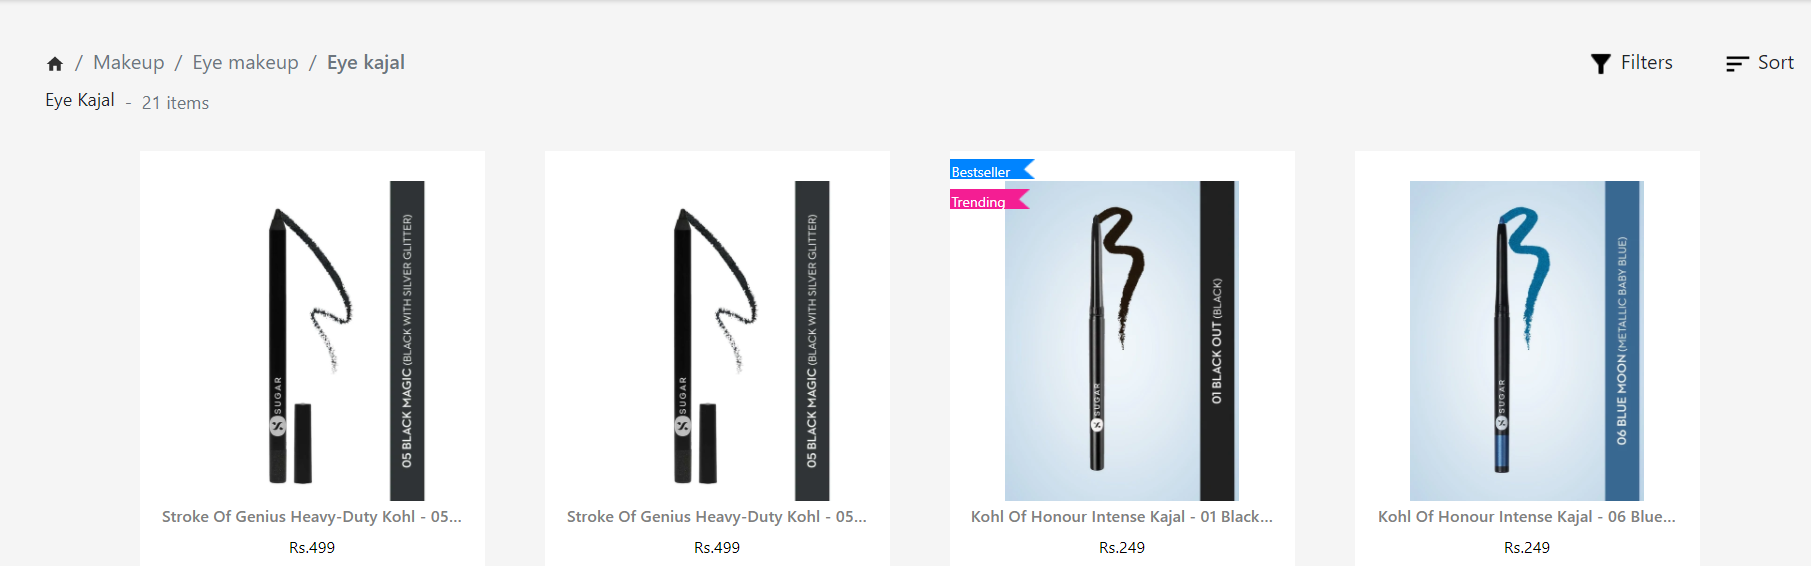 / Makeup / Eye makeup / Eye kajal
Filters
Sort
Eye Kajal - 21 items
SUGAR
05 BLACK MAGIC (BLACK WITH SILVER GLITTER)
Stroke Of Genius Heavy-Duty Kohl - 05...
Rs.499
SUGAR
05 BLACK MAGIC (BLACK WITH SILVER GLITTER)
Stroke Of Genius Heavy-Duty Kohl - 05...
Rs.499
Bestseller
Trending
SUGAR
01 BLACK OUT (BLACK)
Kohl Of Honour Intense Kajal - 01 Black...
Rs.249
SUGAR
06 BLUE MOON (METALLIC BABY BLUE)
Kohl Of Honour Intense Kajal - 06 Blue...
Rs.249